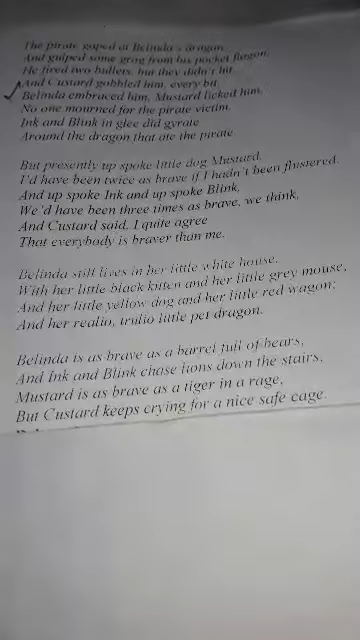 The pirate gaped at Belinda's dragon,
And gulped some grog from his pocket flagon,
He fired two bullets, but they didn't hit,
And Custard gobbled him, every bit.
Belinda embraced him, Mustard licked him,
No one mourned for the pirate victim.
Ink and Blink in glee did gyrate
Around the dragon that ate the pirate.
But presently up spoke little dog Mustard,
I'd have been twice as brave if I hadn't been flustered.
And up spoke Ink and up spoke Blink,
We'd have been three times as brave, we think,
And Custard said, I quite agree
That everybody is braver than me.
Belinda still lives in her little white house,
With her little black kitten and her little grey mouse,
And her little yellow dog and her little red wagon;
And her realio, trulio little pet dragon.
Belinda is as brave as a barrel full of bears,
And Ink and Blink chase lions down the stairs,
Mustard is as brave as a tiger in a rage,
But Custard keeps crying for a nice safe cage.